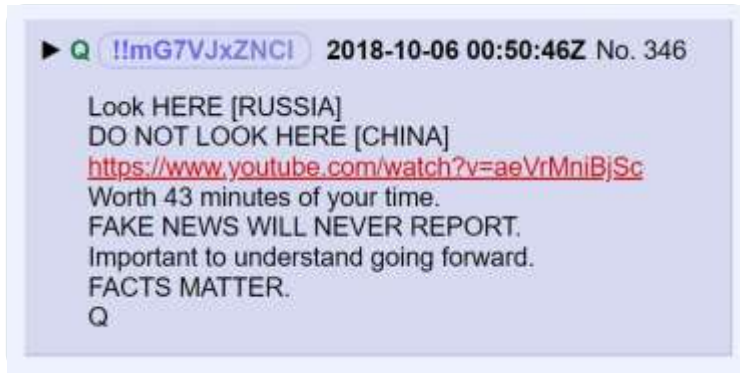 ▶ Q !!mG7VJxZNCI 2018-10-06 00:50:46Z No. 346
Look HERE [RUSSIA]
DO NOT LOOK HERE [CHINA]
https://www.youtube.com/watch?v=aeVrMniBjSc
Worth 43 minutes of your time.
FAKE NEWS WILL NEVER REPORT.
Important to understand going forward.
FACTS MATTER.
Q